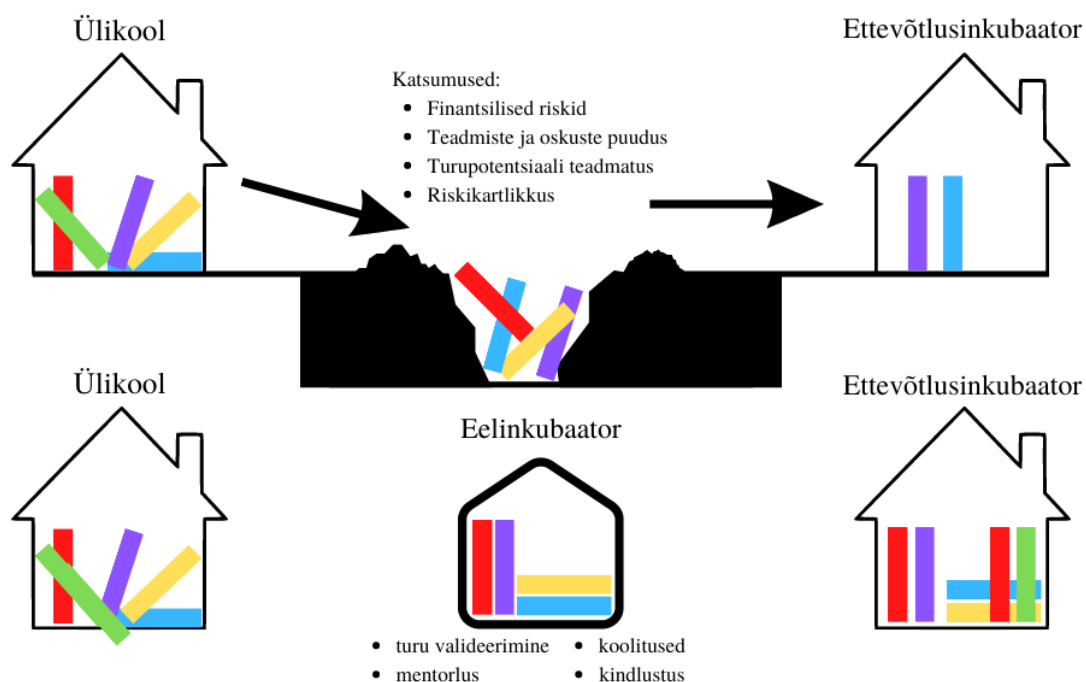 Ülikool
Ettevõtlusinkubaator
Katsumused:
• Finantsilised riskid
• Teadmiste ja oskuste puudus
• Turupotentsiaali teadmatus
• Riskikartlikkus
Ülikool
Eelinkubaator
Ettevõtlusinkubaator
• turu valideerimine
• mentorlus
• koolitused
• kindlustus